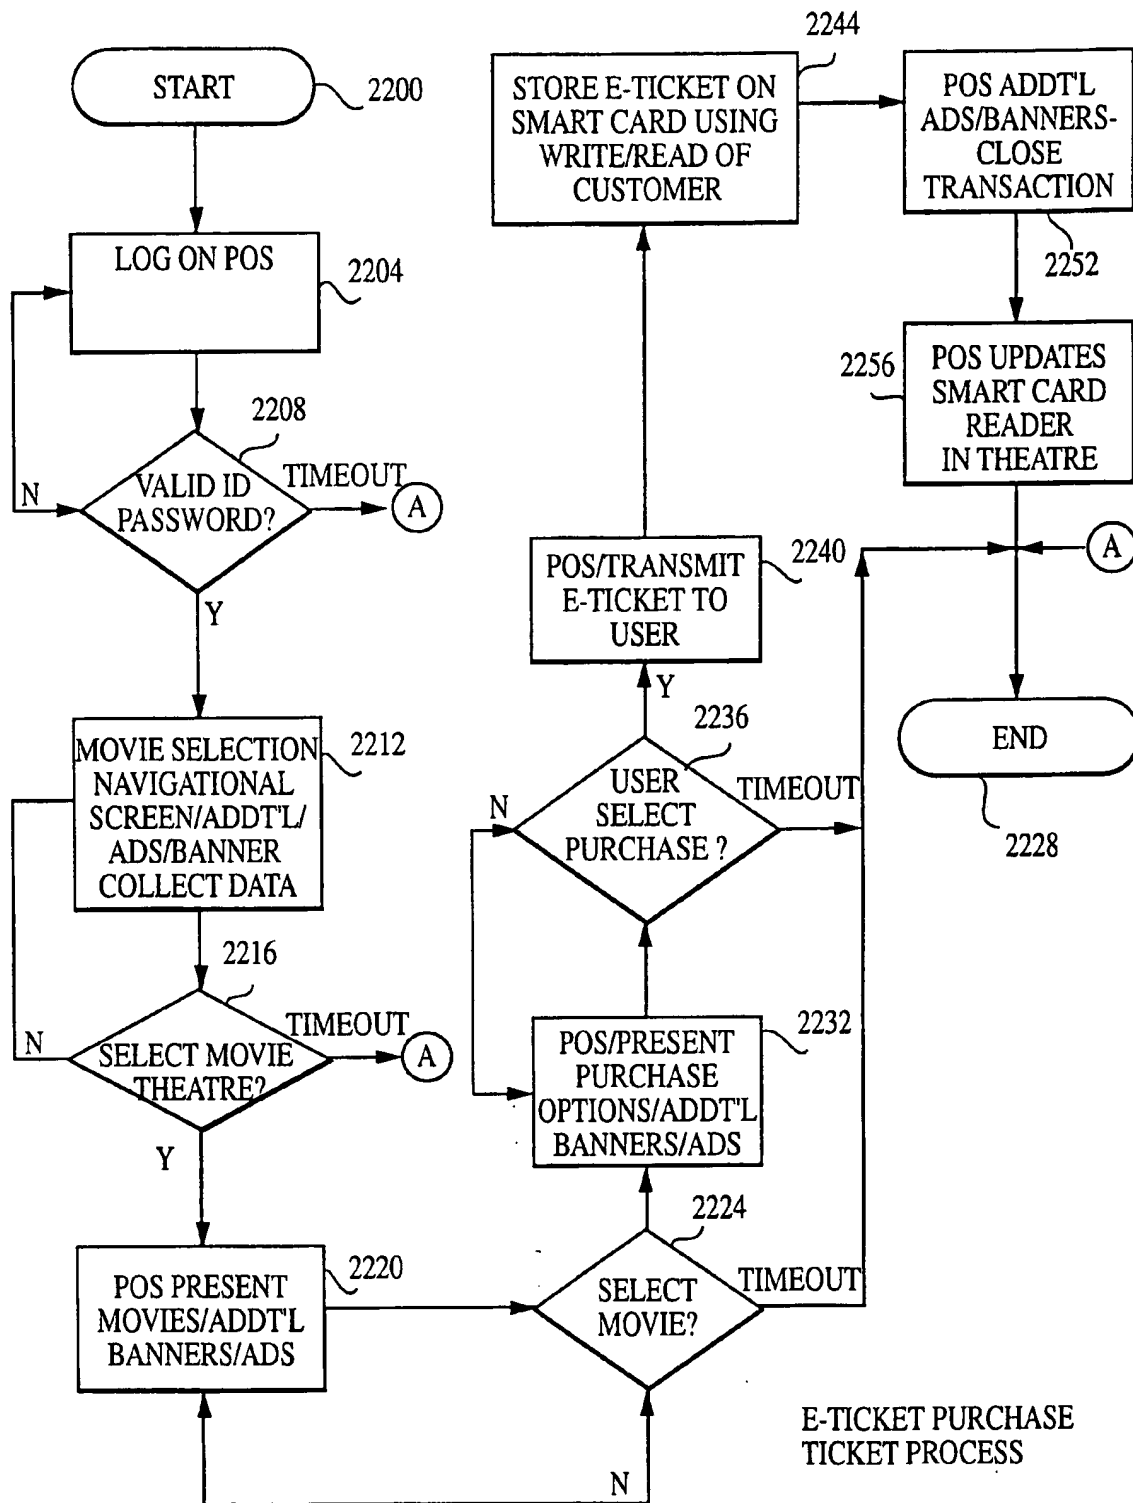 START
2200
LOG ON POS
2204
2208
VALID ID
PASSWORD?
TIMEOUT
A
N
Y
MOVIE SELECTION
NAVIGATIONAL
SCREEN/ADDT'L/
ADS/BANNER
COLLECT DATA
2212
2216
SELECT MOVIE
THEATRE?
TIMEOUT
A
N
Y
POS PRESENT
MOVIES/ADDT'L
BANNERS/ADS
2220
2224
SELECT
MOVIE?
TIMEOUT
N
POS/PRESENT
PURCHASE
OPTIONS/ADDT'L
BANNERS/ADS
2232
2236
USER
SELECT
PURCHASE ?
TIMEOUT
N
Y
POS/TRANSMIT
E-TICKET TO
USER
2240
STORE E-TICKET ON
SMART CARD USING
WRITE/READ OF
CUSTOMER
2244
POS ADDT'L
ADS/BANNERS-
CLOSE
TRANSACTION
2252
POS UPDATES
SMART CARD
READER
IN THEATRE
2256
A
END
2228
E-TICKET PURCHASE
TICKET PROCESS